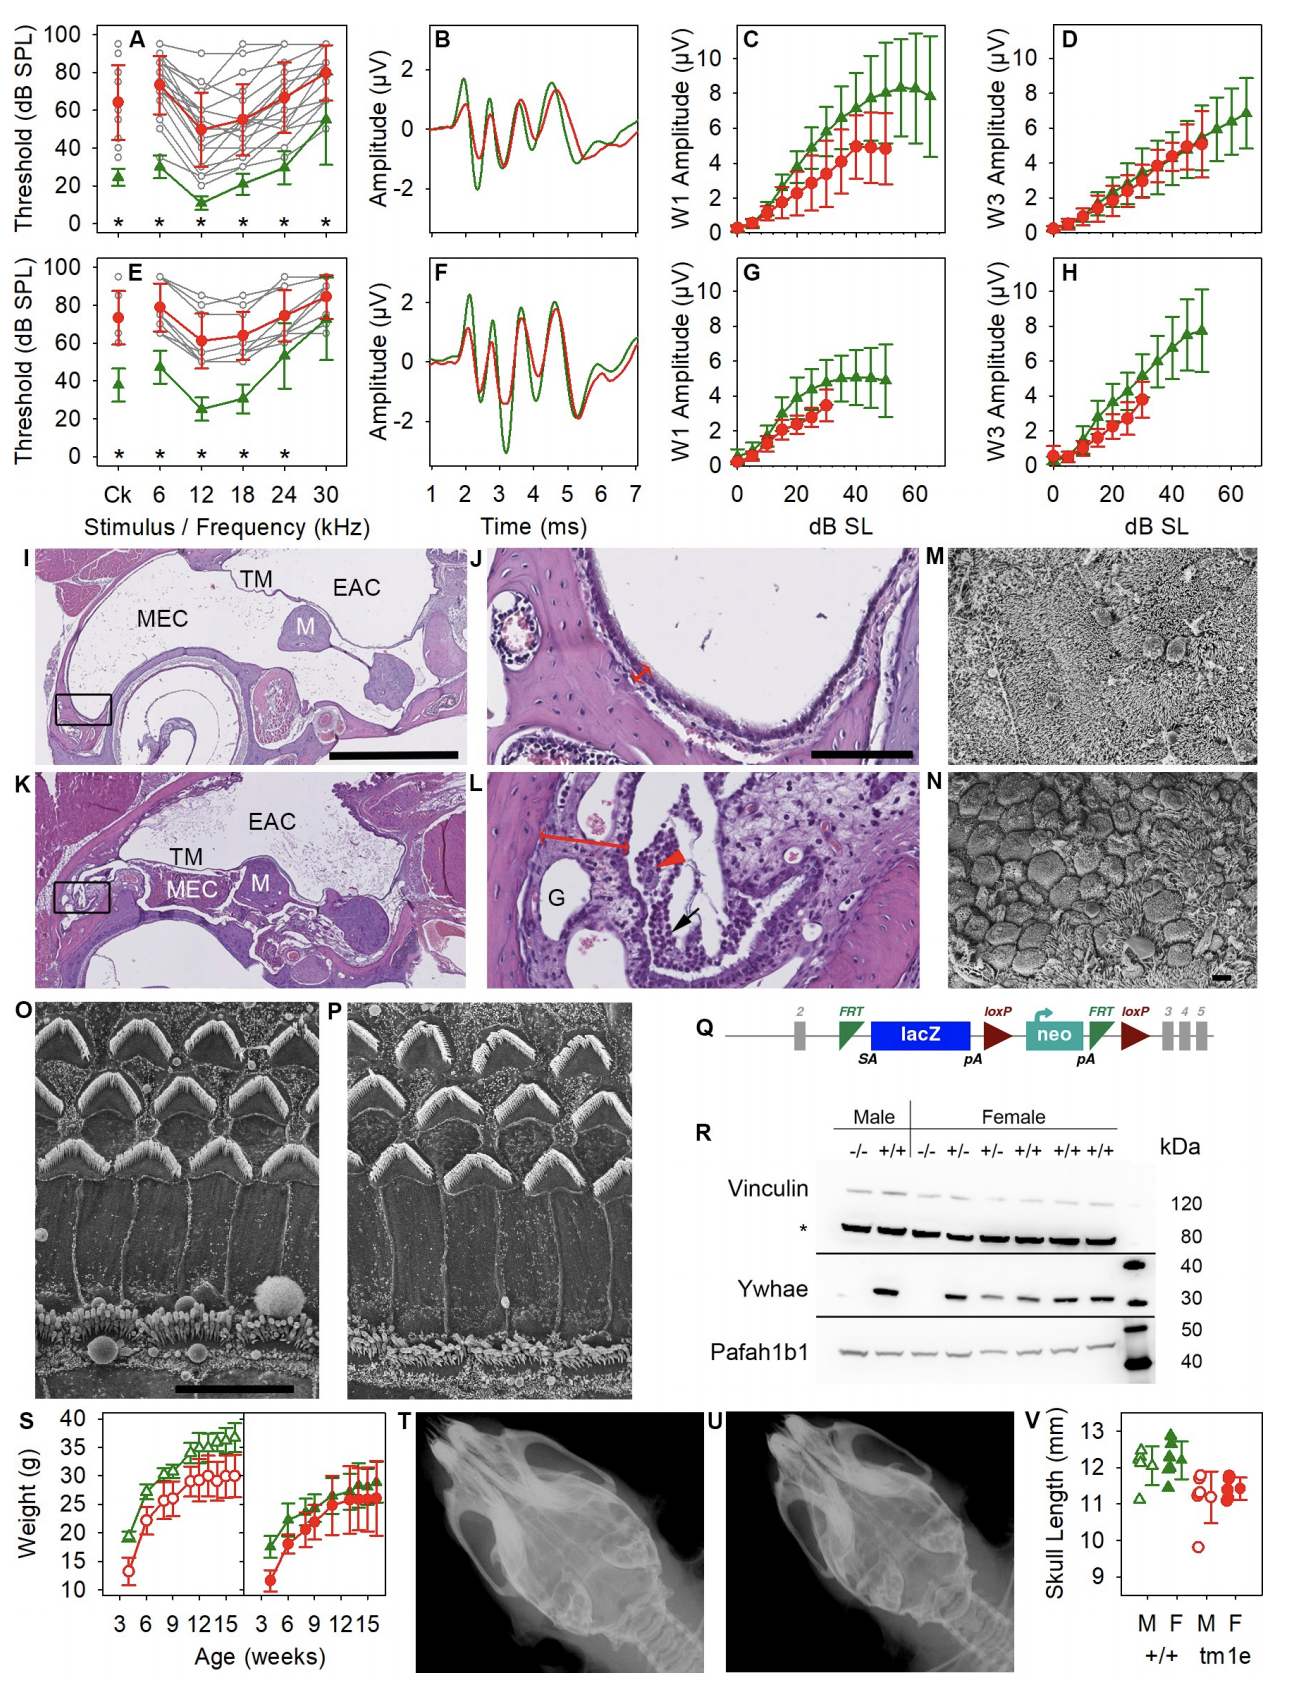 A
B
C
D
Threshold (dB SPL)
100
80
60
40
20
0
* * * * * *
Amplitude (µV)
2
0
-2
W1 Amplitude (µV)
10
8
6
4
2
0
W3 Amplitude (µV)
10
8
6
4
2
0
E
F
G
H
Threshold (dB SPL)
100
80
60
40
20
0
* * * * *
Ck 6 12 18 24 30
Stimulus / Frequency (kHz)
Amplitude (µV)
2
0
-2
1 2 3 4 5 6 7
Time (ms)
W1 Amplitude (µV)
10
8
6
4
2
0
0 20 40 60
dB SL
W3 Amplitude (µV)
10
8
6
4
2
0
0 20 40 60
dB SL
I
TM
EAC
MEC
M
J
M
K
EAC
TM
MEC
M
L
G
N
O
P
Q
2
FRT
lacZ
loxP
neo
FRT
loxP
3 4 5
SA
pA
pA
R
Male
Female
-/- +/+ -/- +/- +/- +/+ +/+ +/+
kDa
Vinculin
120
*
80
40
Ywhae
30
50
Pafah1b1
40
S
Weight (g)
40
35
30
25
20
15
10
3 6 9 12 15
3 6 9 12 15
Age (weeks)
T
U
V
Skull Length (mm)
13
12
11
10
9
M F M F
+/+ tm1e